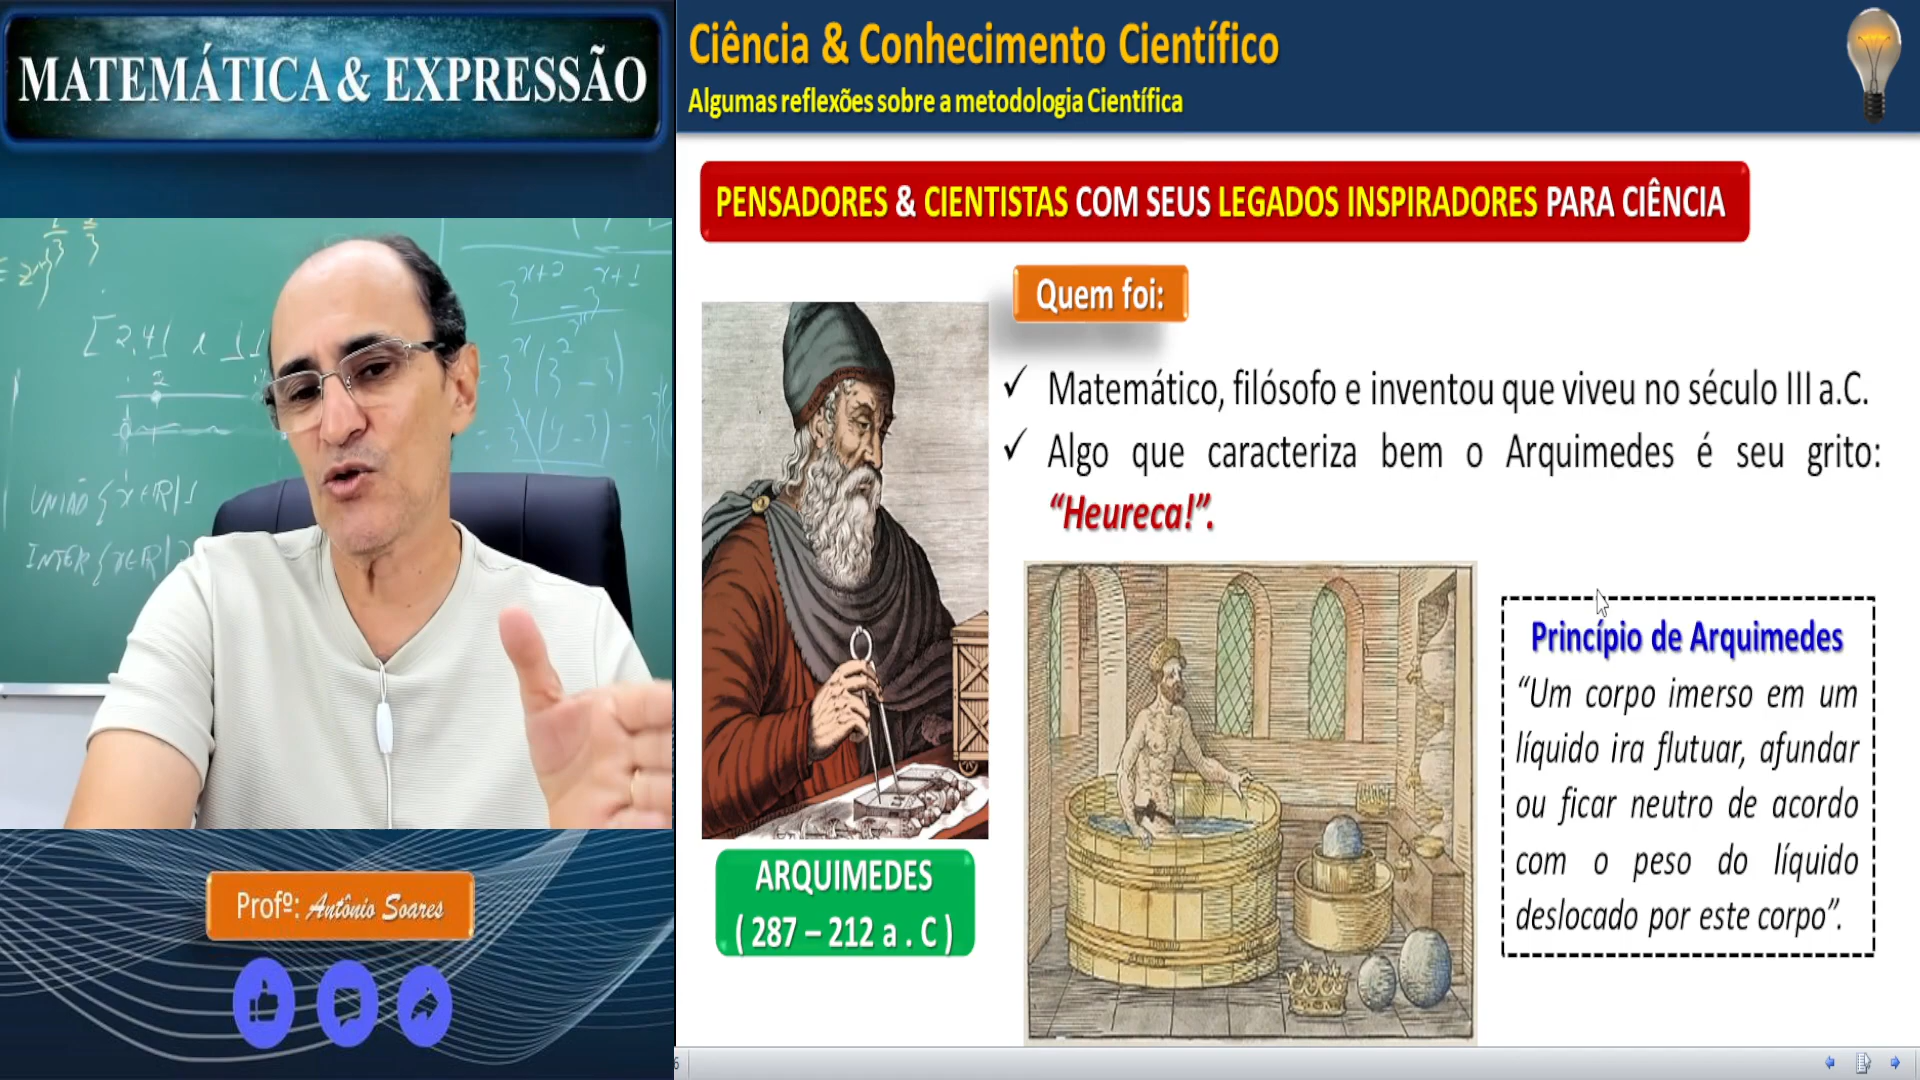 MATEMÁTICA & EXPRESSÃO
Ciência & Conhecimento Científico
Algumas reflexões sobre a metodologia Científica
PENSADORES & CIENTISTAS COM SEUS LEGADOS INSPIRADORES PARA CIÊNCIA
Quem foi:
✓ Matemático, filósofo e inventou que viveu no século III a.C.
✓ Algo que caracteriza bem o Arquimedes é seu grito:
“Heureca!”.
ARQUIMEDES
( 287 – 212 a . C )
Princípio de Arquimedes
“Um corpo imerso em um
líquido ira flutuar, afundar
ou ficar neutro de acordo
com o peso do líquido
deslocado por este corpo”.
UNIÃO {x ∈ ℝ|
INTER {x ∈ ℝ|
Profº: Antônio Soares